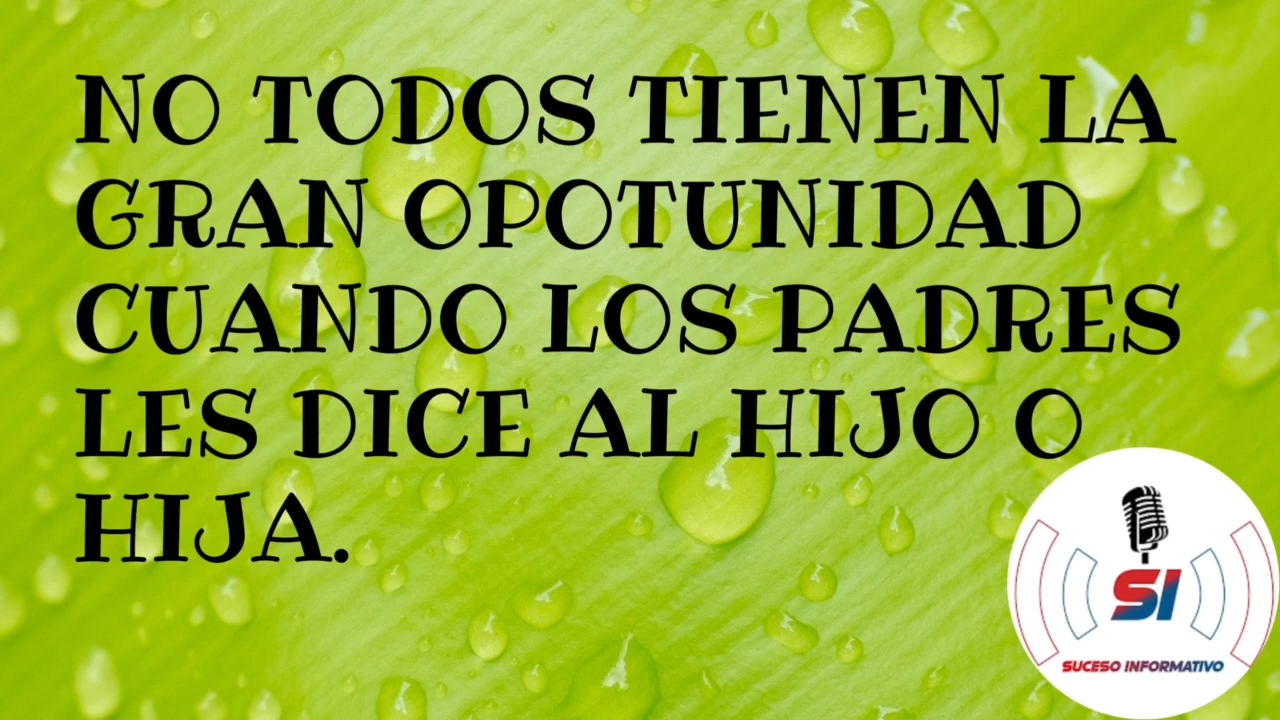 NO TODOS TIENEN LA
GRAN OPOTUNIDAD
CUANDO LOS PADRES
LES DICE AL HIJO O
HIJA.
SI
SUCESO INFORMATIVO